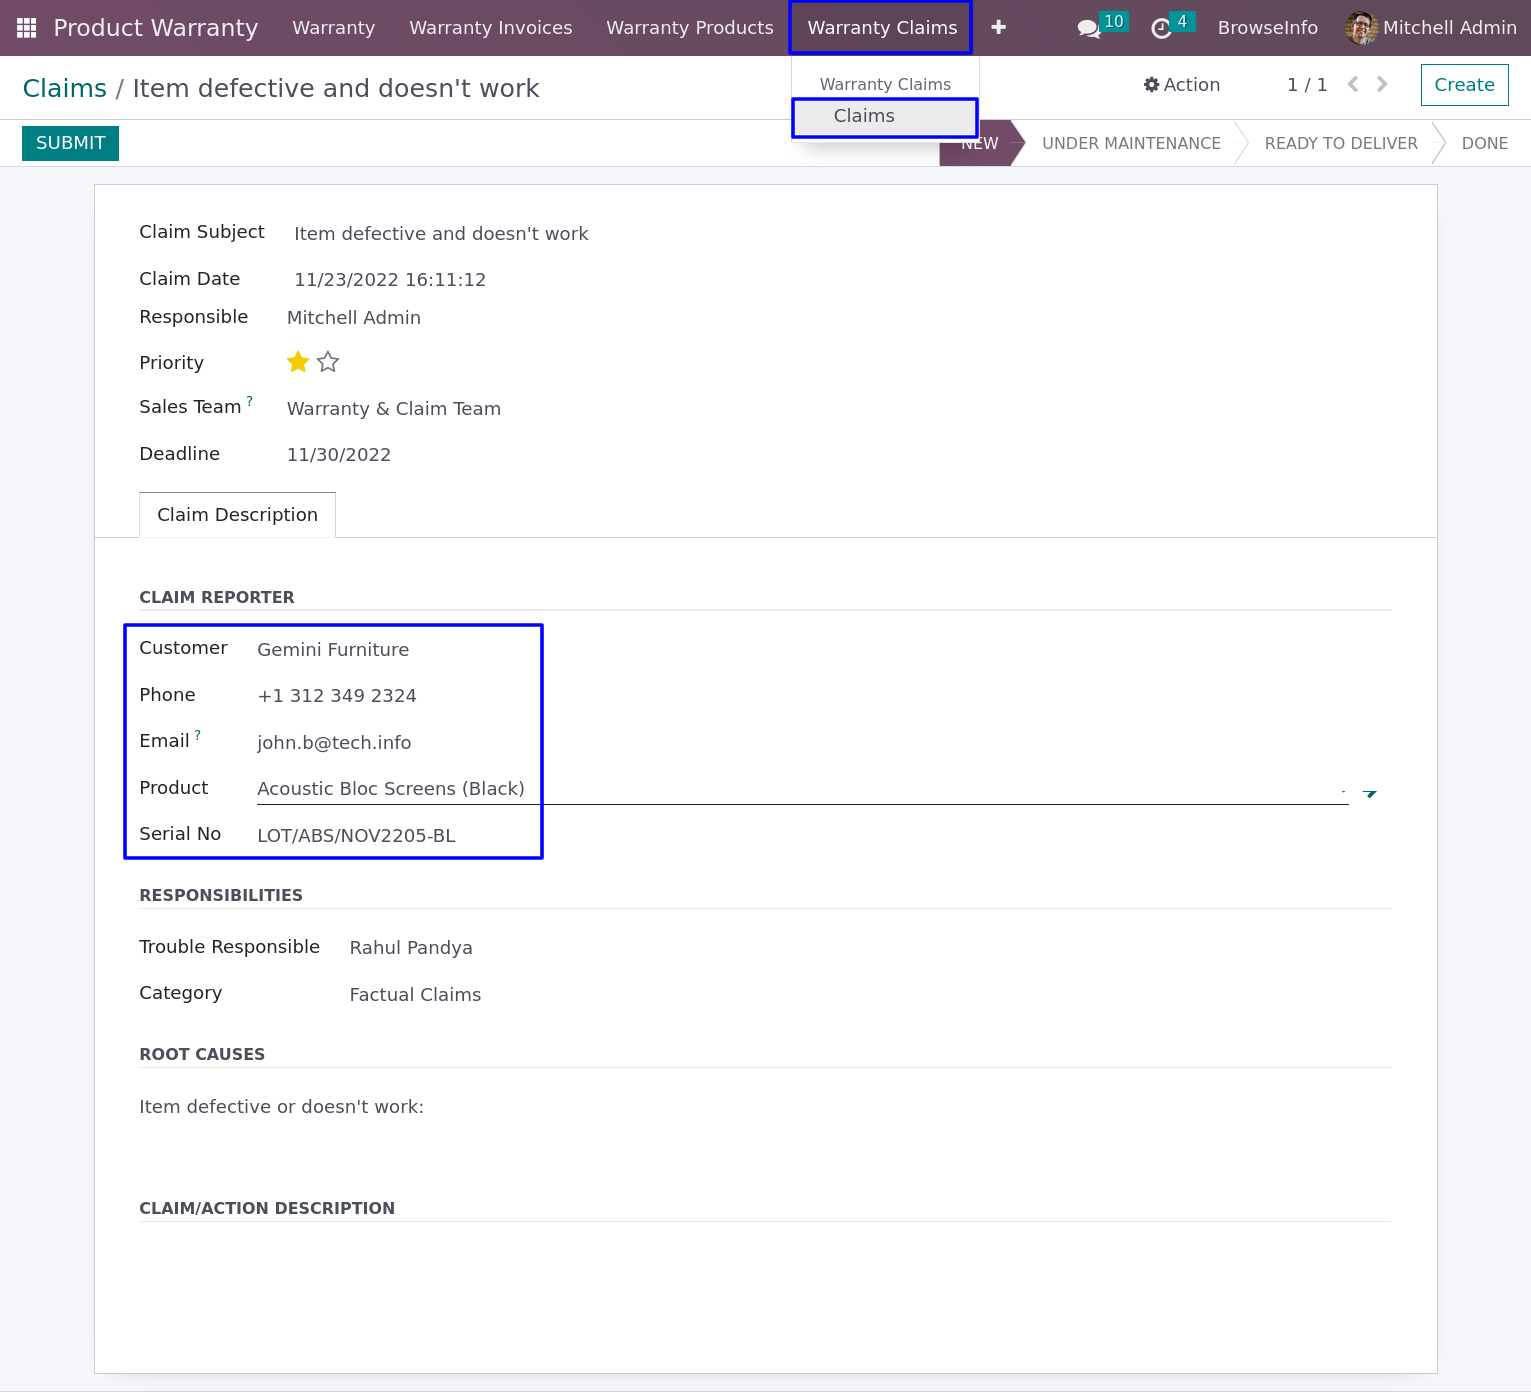 Product Warranty Warranty Warranty Invoices Warranty Products Warranty Claims 10 4 BrowseInfo Mitchell Admin
Claims / Item defective and doesn't work
Warranty Claims
Claims
Action 1 / 1 Create
SUBMIT
NEW UNDER MAINTENANCE READY TO DELIVER DONE
Claim Subject Item defective and doesn't work
Claim Date 11/23/2022 16:11:12
Responsible Mitchell Admin
Priority
Sales Team ? Warranty & Claim Team
Deadline 11/30/2022
Claim Description
CLAIM REPORTER
Customer Gemini Furniture
Phone +1 312 349 2324
Email ? john.b@tech.info
Product Acoustic Bloc Screens (Black)
Serial No LOT/ABS/NOV2205-BL
RESPONSIBILITIES
Trouble Responsible Rahul Pandya
Category Factual Claims
ROOT CAUSES
Item defective or doesn't work:
CLAIM/ACTION DESCRIPTION